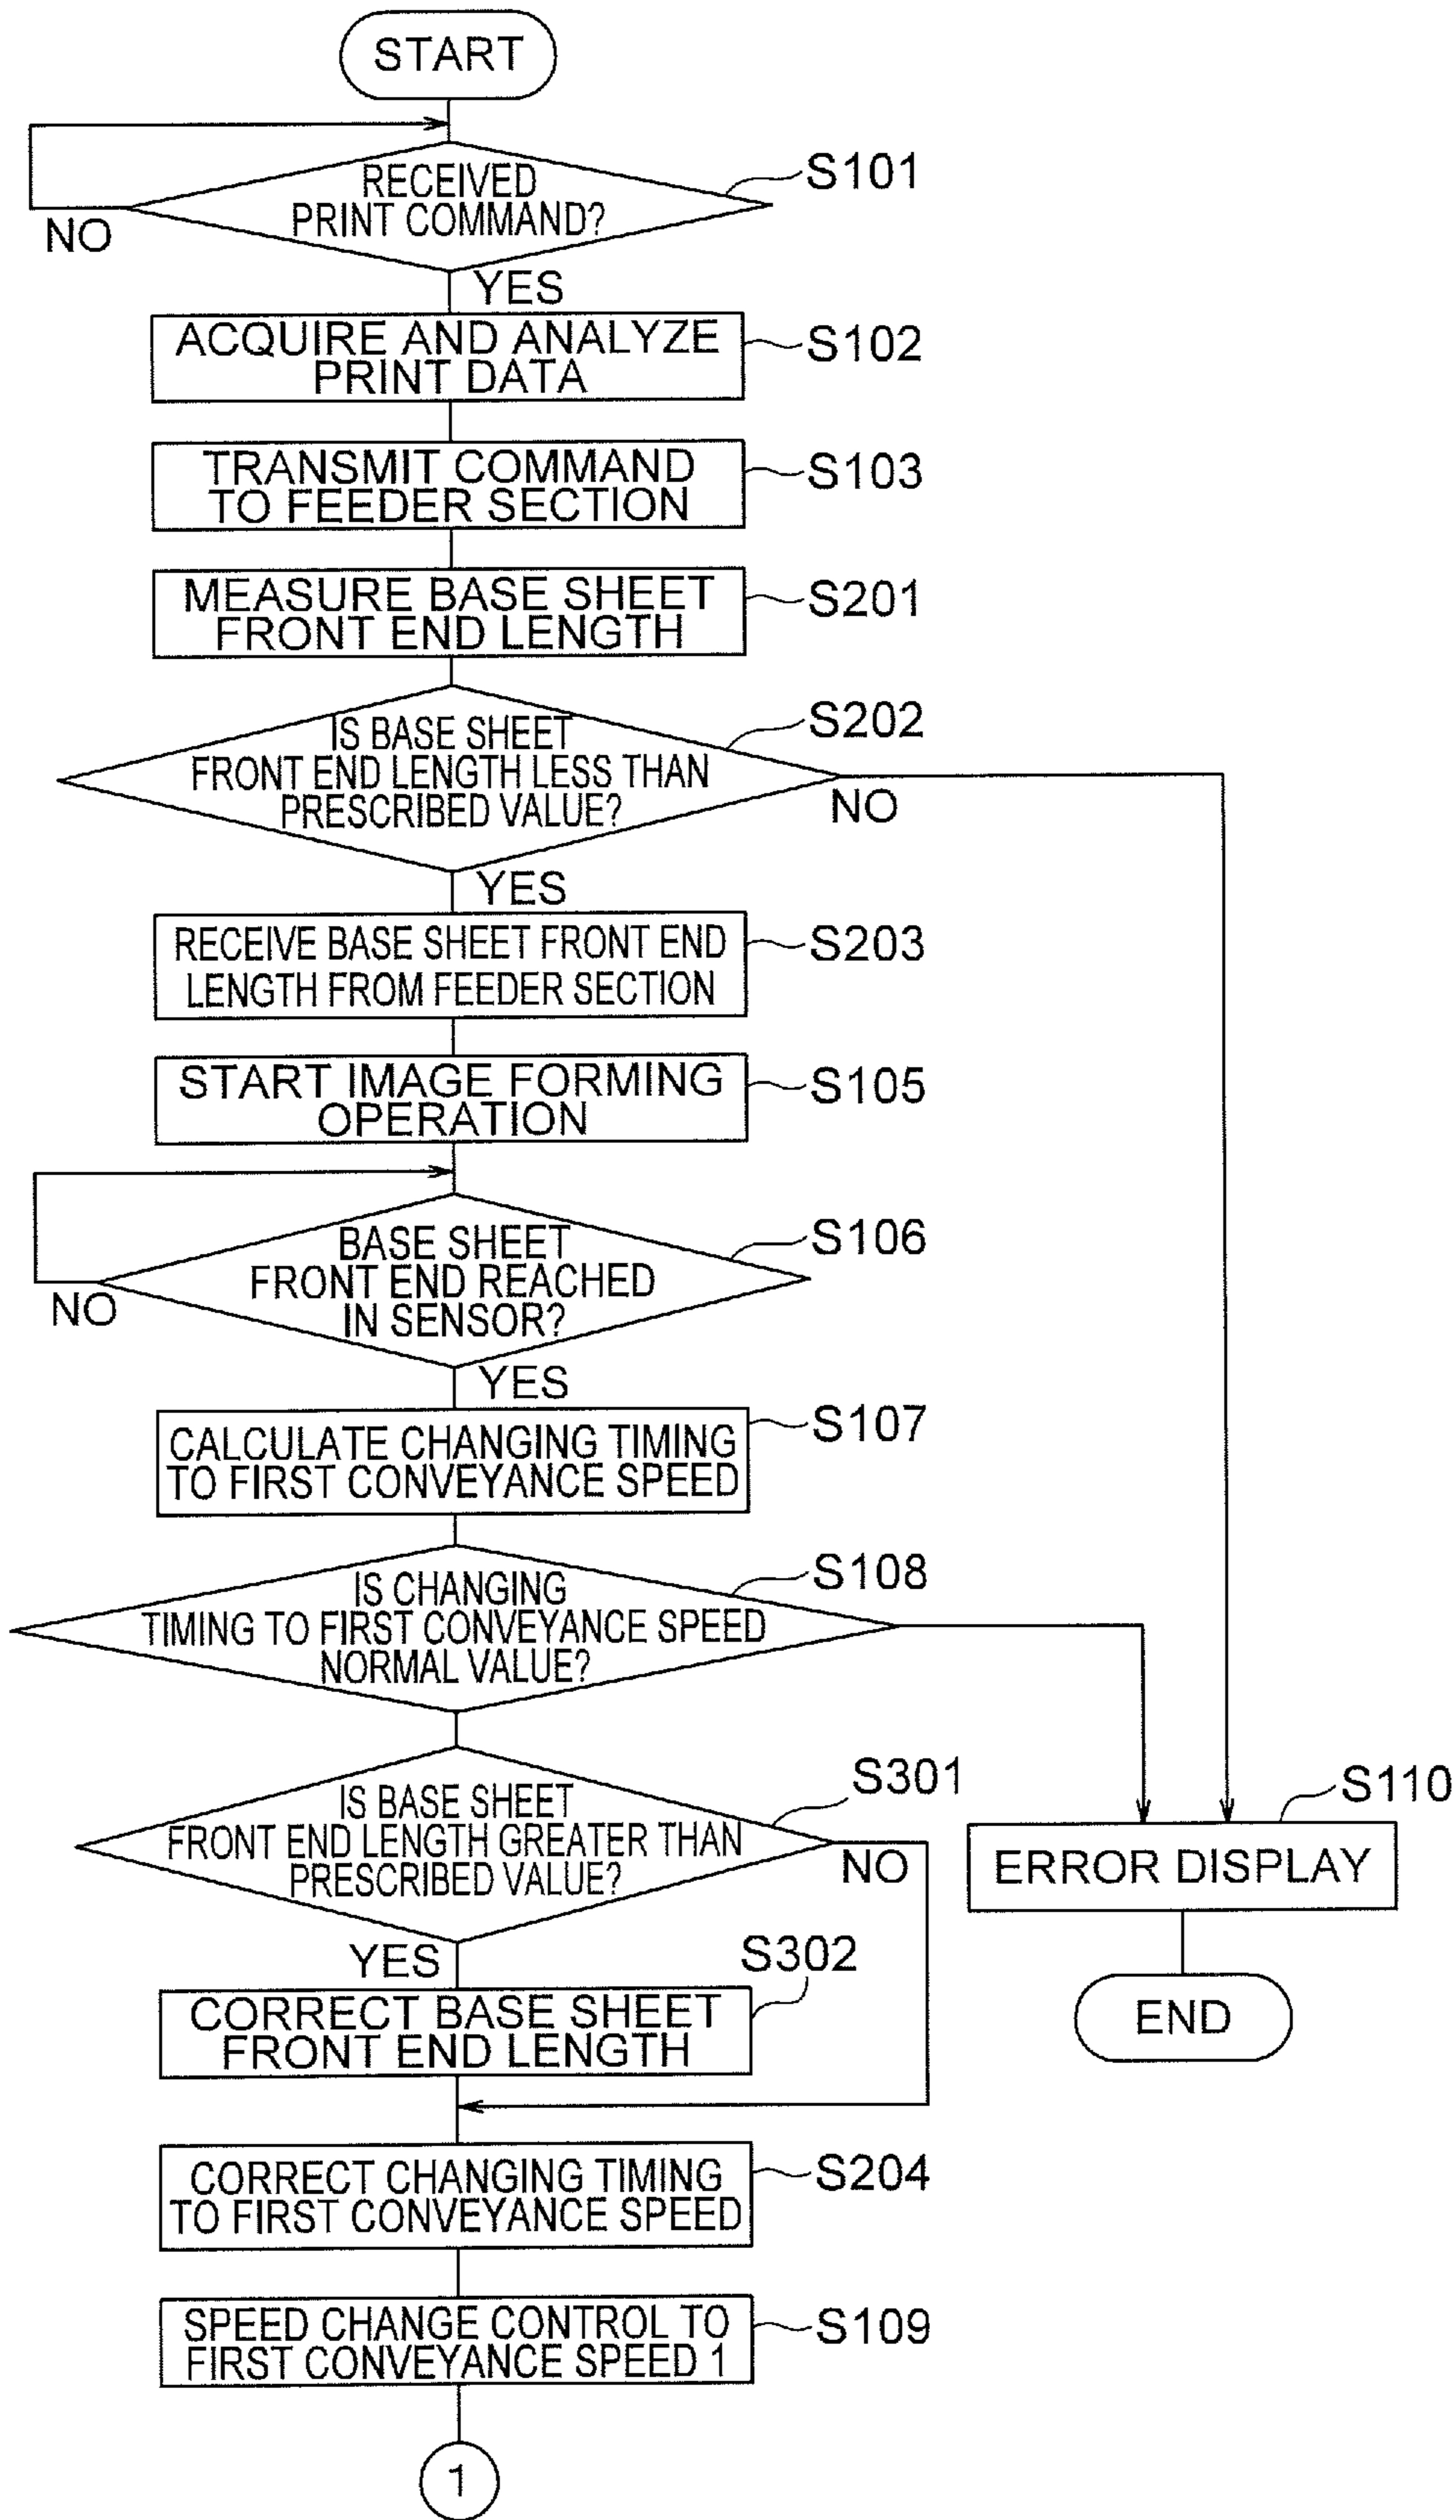 START
RECEIVED
PRINT COMMAND?
S101
NO
YES
ACQUIRE AND ANALYZE
PRINT DATA
S102
TRANSMIT COMMAND
TO FEEDER SECTION
S103
MEASURE BASE SHEET
FRONT END LENGTH
S201
IS BASE SHEET
FRONT END LENGTH LESS THAN
PRESCRIBED VALUE?
S202
NO
YES
RECEIVE BASE SHEET FRONT END
LENGTH FROM FEEDER SECTION
S203
START IMAGE FORMING
OPERATION
S105
BASE SHEET
FRONT END REACHED
IN SENSOR?
S106
NO
YES
CALCULATE CHANGING TIMING
TO FIRST CONVEYANCE SPEED
S107
IS CHANGING
TIMING TO FIRST CONVEYANCE SPEED
NORMAL VALUE?
S108
IS BASE SHEET
FRONT END LENGTH GREATER THAN
PRESCRIBED VALUE?
S301
NO
YES
S110
ERROR DISPLAY
END
CORRECT BASE SHEET
FRONT END LENGTH
S302
CORRECT CHANGING TIMING
TO FIRST CONVEYANCE SPEED
S204
SPEED CHANGE CONTROL TO
FIRST CONVEYANCE SPEED 1
S109
1